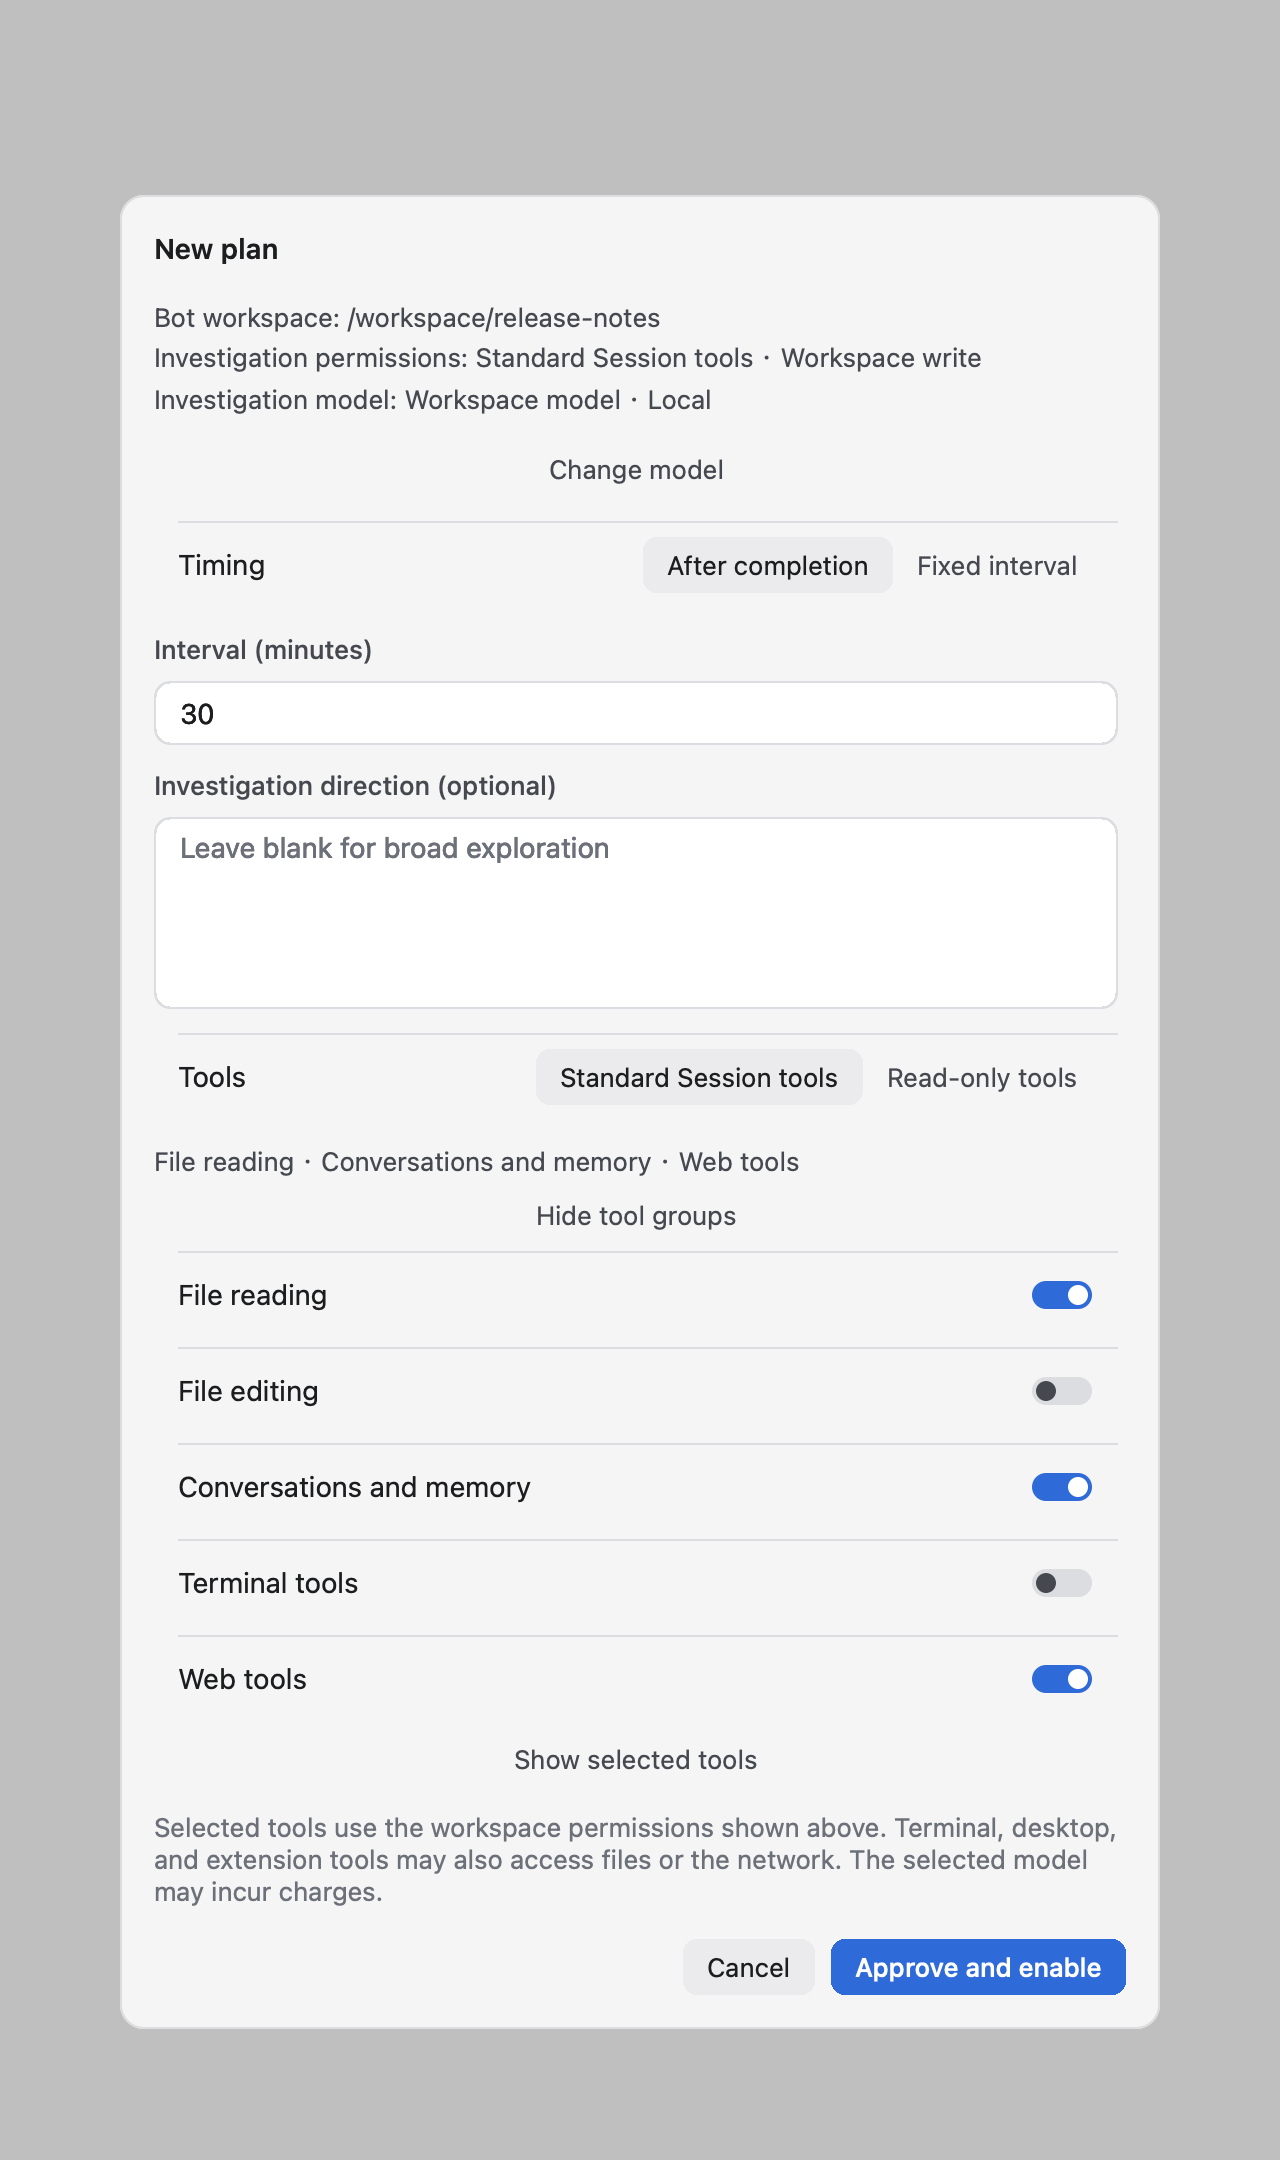 New plan
Bot workspace: /workspace/release-notes
Investigation permissions: Standard Session tools · Workspace write
Investigation model: Workspace model · Local
Change model
Timing
After completion
Fixed interval
Interval (minutes)
30
Investigation direction (optional)
Leave blank for broad exploration
Tools
Standard Session tools
Read-only tools
File reading · Conversations and memory · Web tools
Hide tool groups
File reading
File editing
Conversations and memory
Terminal tools
Web tools
Show selected tools
Selected tools use the workspace permissions shown above. Terminal, desktop,
and extension tools may also access files or the network. The selected model
may incur charges.
Cancel
Approve and enable